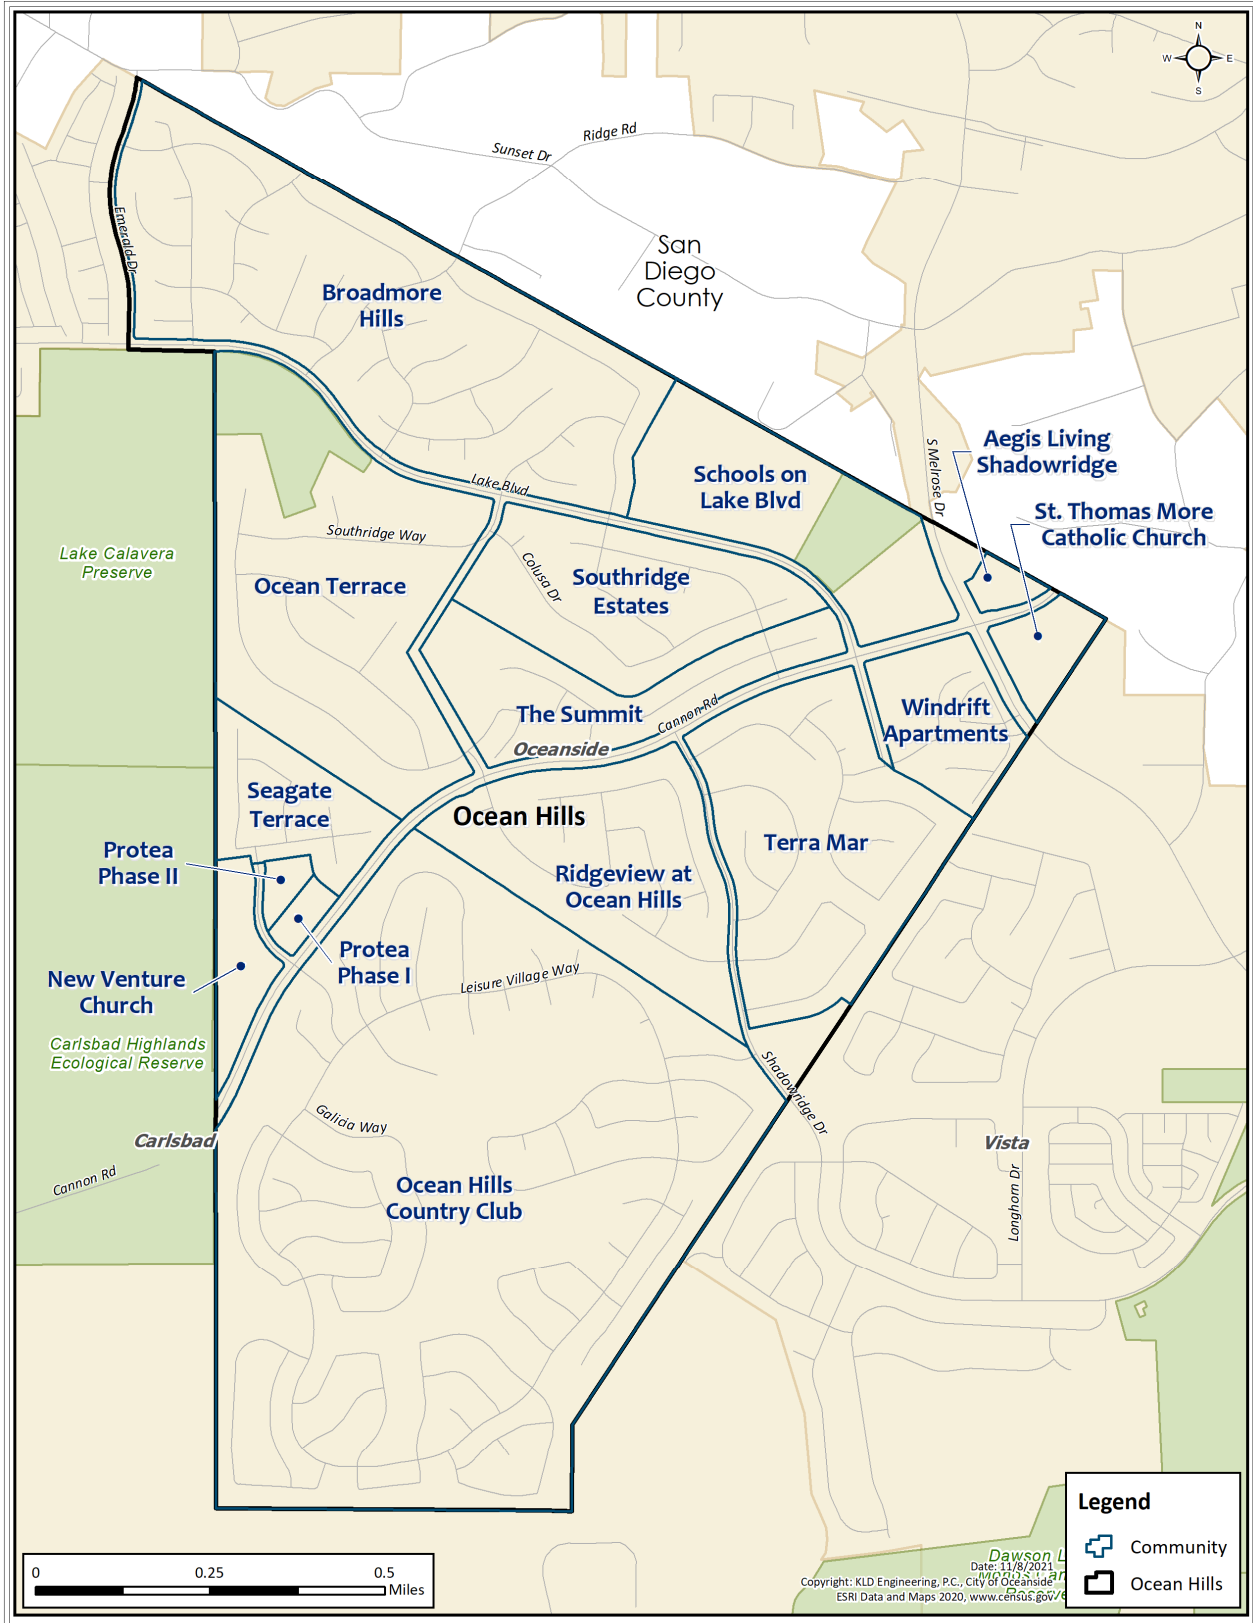 N
W E
S
Ridge Rd
Sunset Dr
San
Diego
County
Emerald Dr
Broadmore
Hills
Aegis Living
Shadowridge
S Melrose Dr
Schools on
Lake Blvd
Lake Blvd
St. Thomas More
Catholic Church
Southridge Way
Lake Calavera
Preserve
Colusa Dr
Ocean Terrace
Southridge
Estates
The Summit
Cannon Rd
Windrift
Apartments
Oceanside
Seagate
Terrace
Ocean Hills
Terra Mar
Protea
Phase II
Ridgeview at
Ocean Hills
Protea
Phase I
Leisure Village Way
New Venture
Church
Carlsbad Highlands
Ecological Reserve
Shadowridge Dr
Galicia Way
Carlsbad
Vista
Cannon Rd
Longhorn Dr
Ocean Hills
Country Club
Legend
Community
Ocean Hills
0 0.25 0.5
Miles
Dawson L
Reserve
Date: 11/8/2021
Copyright: KLD Engineering, P.C., City of Oceanside
ESRI Data and Maps 2020, www.census.gov